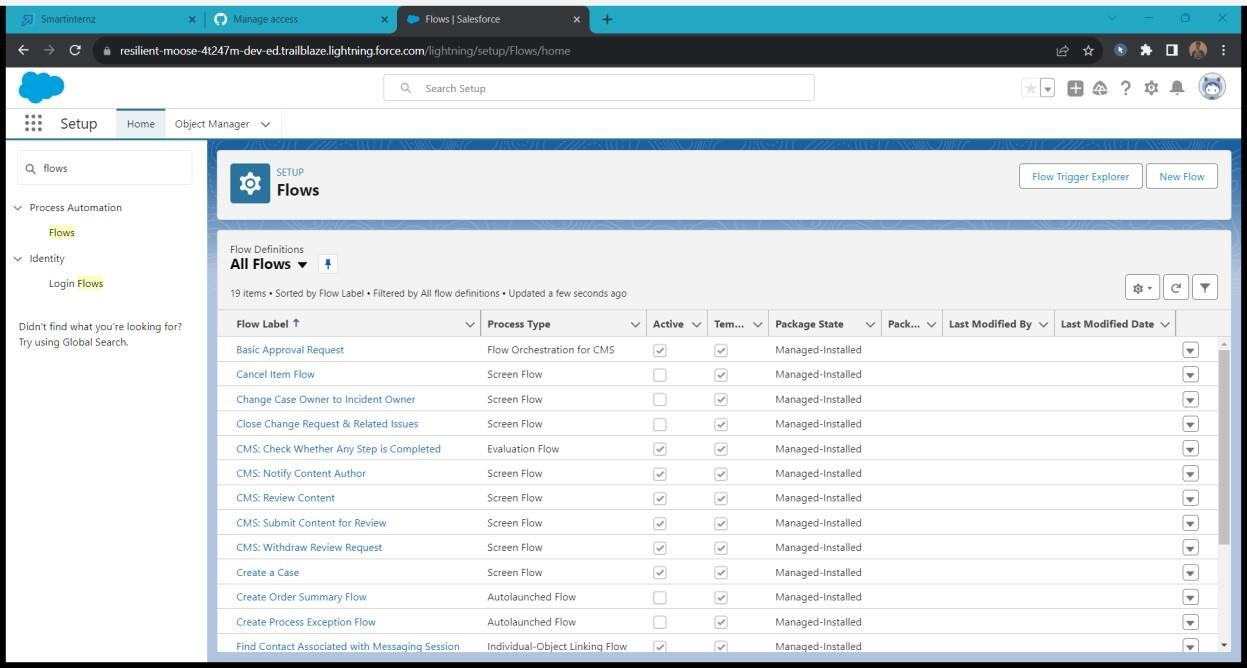 Smartinternz
Manage access
Flows | Salesforce
resilient-moose-4t247m-dev-ed.trailblaze.lightning.force.com/lightning/setup/Flows/home
Search Setup
Setup Home Object Manager
flows
Process Automation
Flows
Identity
Login Flows
Didn't find what you're looking for?
Try using Global Search.
SETUP
Flows
Flow Trigger Explorer New Flow
Flow Definitions
All Flows
19 items • Sorted by Flow Label • Filtered by All flow definitions • Updated a few seconds ago
Flow Label Process Type Active Tem... Package State Pack... Last Modified By Last Modified Date
Basic Approval Request Flow Orchestration for CMS Managed-Installed
Cancel Item Flow Screen Flow Managed-Installed
Change Case Owner to Incident Owner Screen Flow Managed-Installed
Close Change Request & Related Issues Screen Flow Managed-Installed
CMS: Check Whether Any Step is Completed Evaluation Flow Managed-Installed
CMS: Notify Content Author Screen Flow Managed-Installed
CMS: Review Content Screen Flow Managed-Installed
CMS: Submit Content for Review Screen Flow Managed-Installed
CMS: Withdraw Review Request Screen Flow Managed-Installed
Create a Case Screen Flow Managed-Installed
Create Order Summary Flow Autolaunched Flow Managed-Installed
Create Process Exception Flow Autolaunched Flow Managed-Installed
Find Contact Associated with Messaging Session Individual-Object Linking Flow Managed-Installed